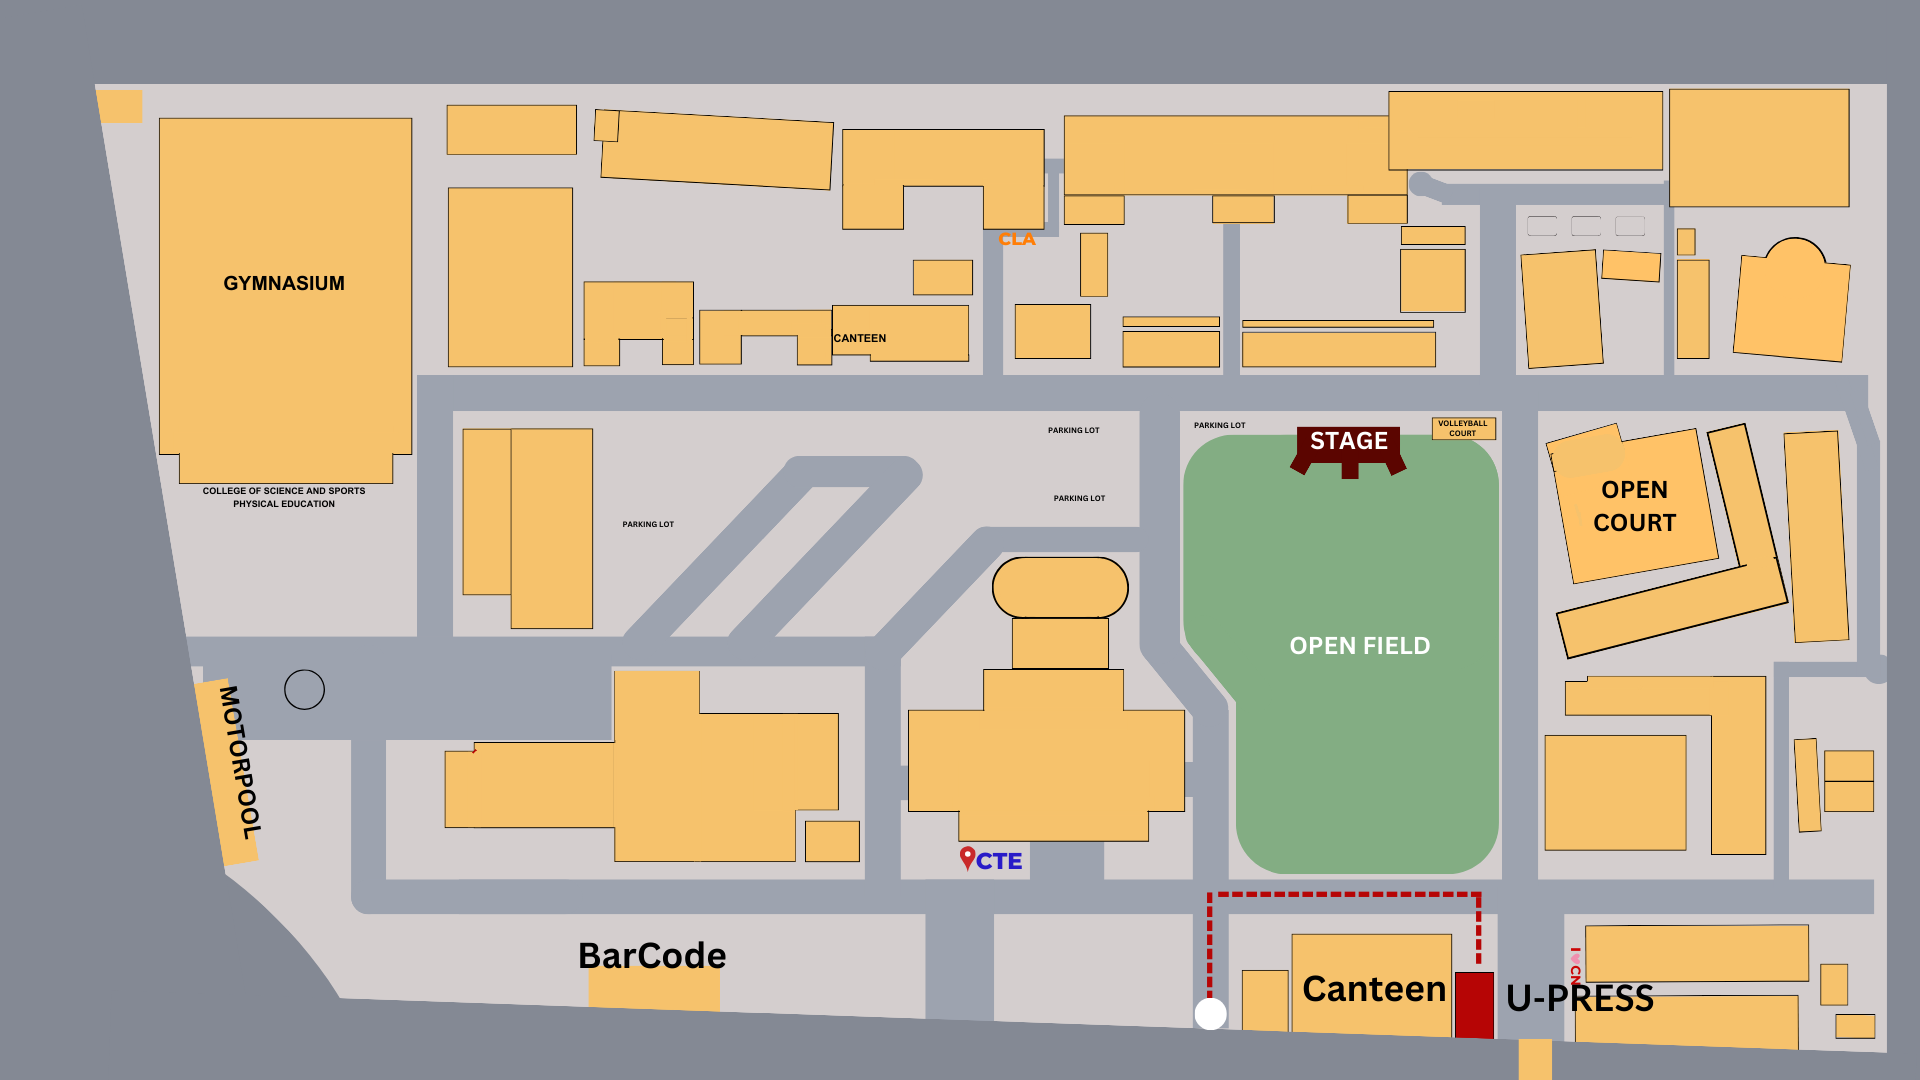 CLA
GYMNASIUM
CANTEEN
PARKING LOT
PARKING LOT
STAGE
VOLLEYBALL
COURT
COLLEGE OF SCIENCE AND SPORTS
PHYSICAL EDUCATION
PARKING LOT
PARKING LOT
OPEN
COURT
OPEN FIELD
MOTORPOOL
CTE
BarCode
Canteen
U-PRESS
I CN